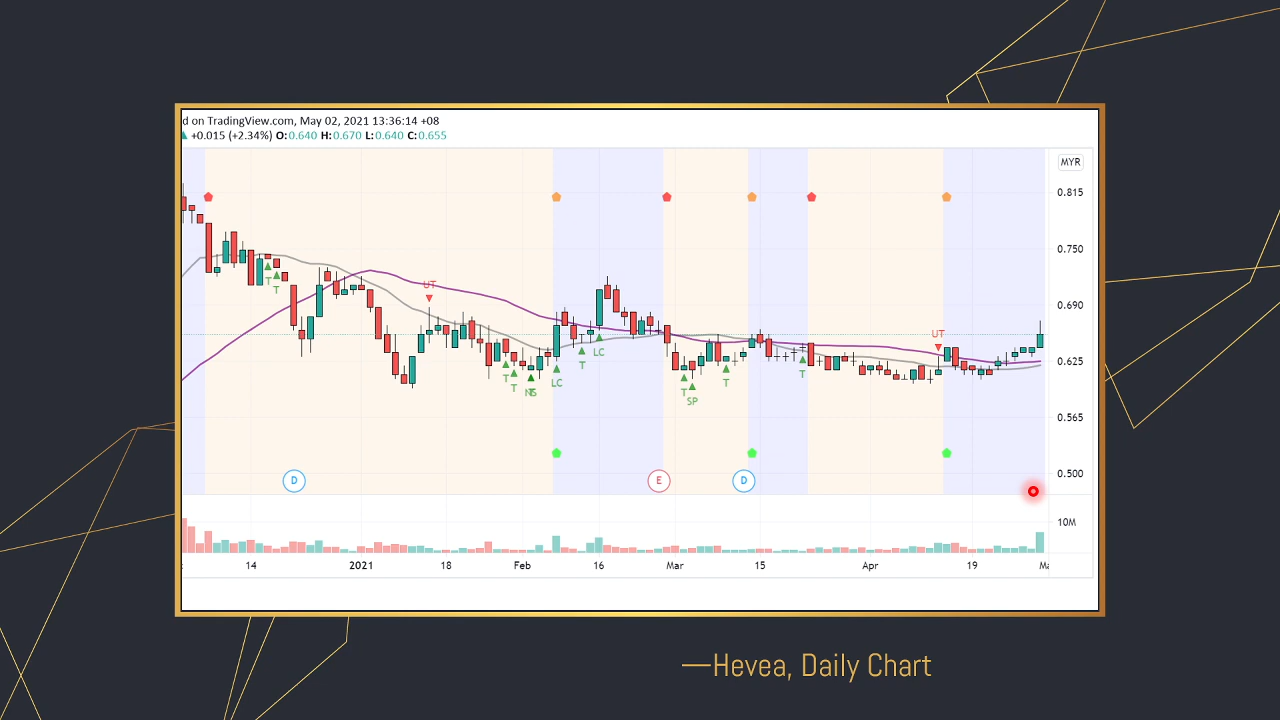 d on TradingView.com, May 02, 2021 13:36:14 +08
+0.015 (+2.34%) O:0.640 H:0.670 L:0.640 C:0.655
MYR
0.815
0.750
UT
0.690
UT
LC
T
T
T
T
0.625
T
T
LC
T
T
NS
T
SP
0.565
0.500
D
E
D
10M
14
2021
18
Feb
16
Mar
15
Apr
19
Ma
—Hevea, Daily Chart